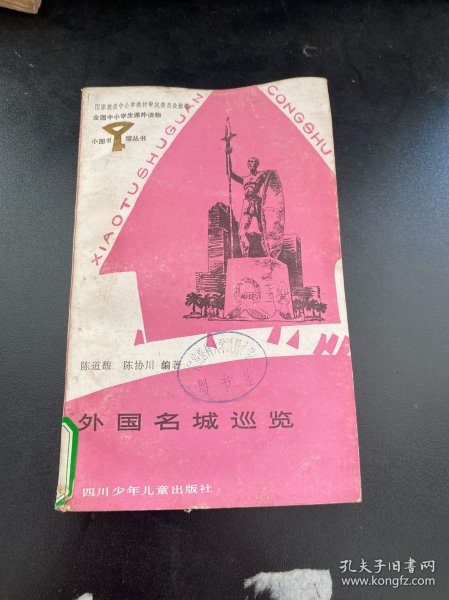 国家教委中小学教材审定委员会推荐
全国中小学生课外读物
小图书馆丛书
XIAOTUSHUGUAN
CONGSHU
陈道馥 陈协川 编著
图书室
外国名城巡览
四川少年儿童出版社
孔夫子旧书网
www.kongfz.com